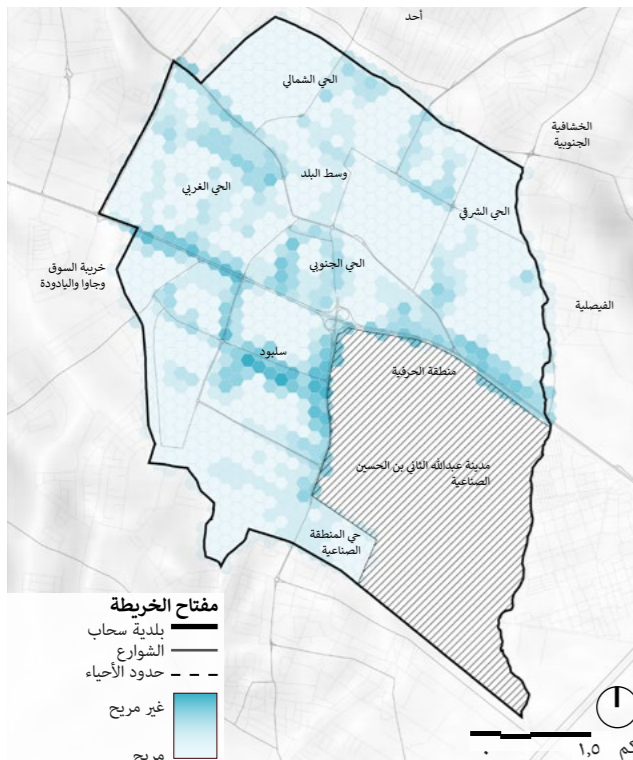 أحد
الحي الشمالي
الخشافية
الجنوبية
وسط البلد
الحي الغربي
الحي الشرقي
خريبة السوق
وجاوا واليادودة
الحي الجنوبي
الفيصلية
سلبود
منطقة الحرفية
مدينة عبدالله الثاني بن الحسين
الصناعية
حي المنطقة
الصناعية
مفتاح الخريطة
بلدية سحاب
الشوارع
حدود الأحياء
غير مريح
مريح
٠ ١,٥ كم